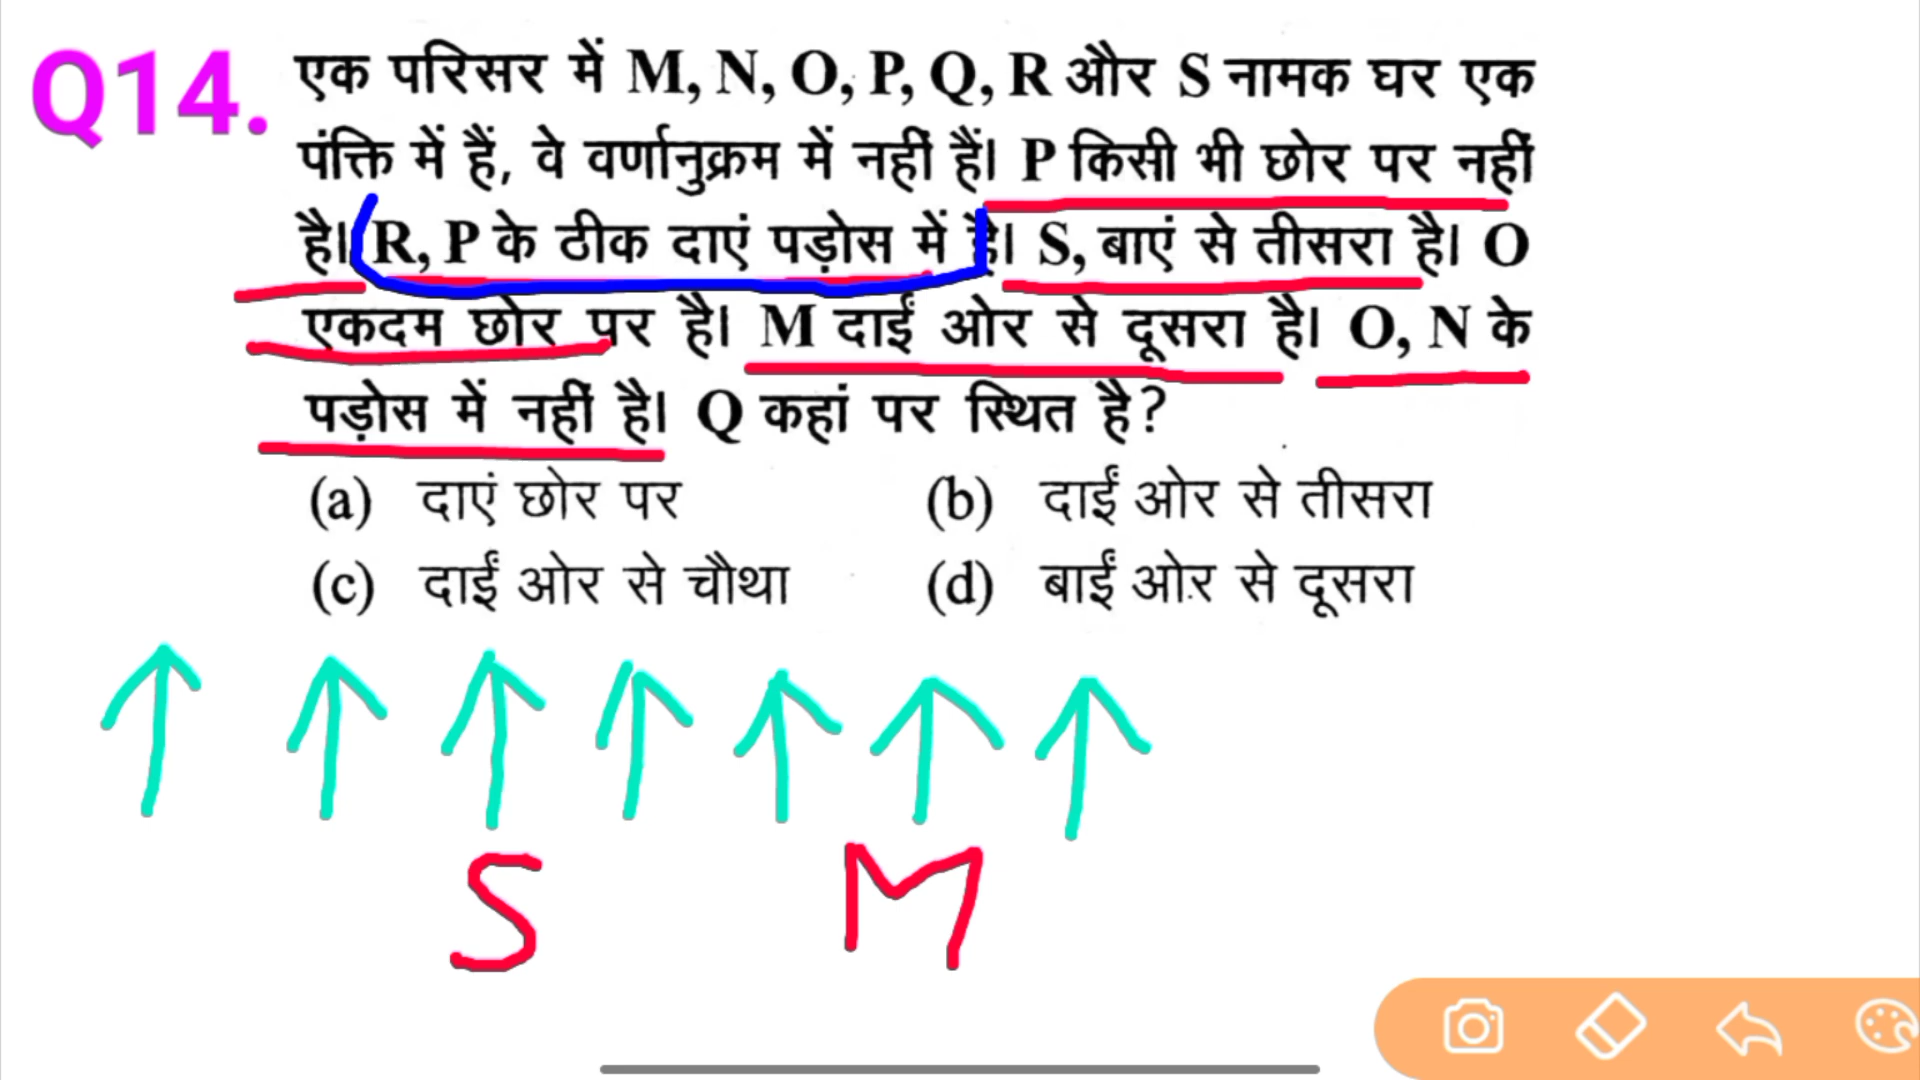 Q14. एक परिसर में M, N, O, P, Q, R और S नामक घर एक
पंक्ति में हैं, वे वर्णानुक्रम में नहीं हैं। P किसी भी छोर पर नहीं
है। R, P के ठीक दाएं पड़ोस में है। S, बाएं से तीसरा है। O
एकदम छोर पर है। M दाईं ओर से दूसरा है। O, N के
पड़ोस में नहीं है। Q कहां पर स्थित है?
(a) दाएं छोर पर (b) दाईं ओर से तीसरा
(c) दाईं ओर से चौथा (d) बाईं ओर से दूसरा
S M